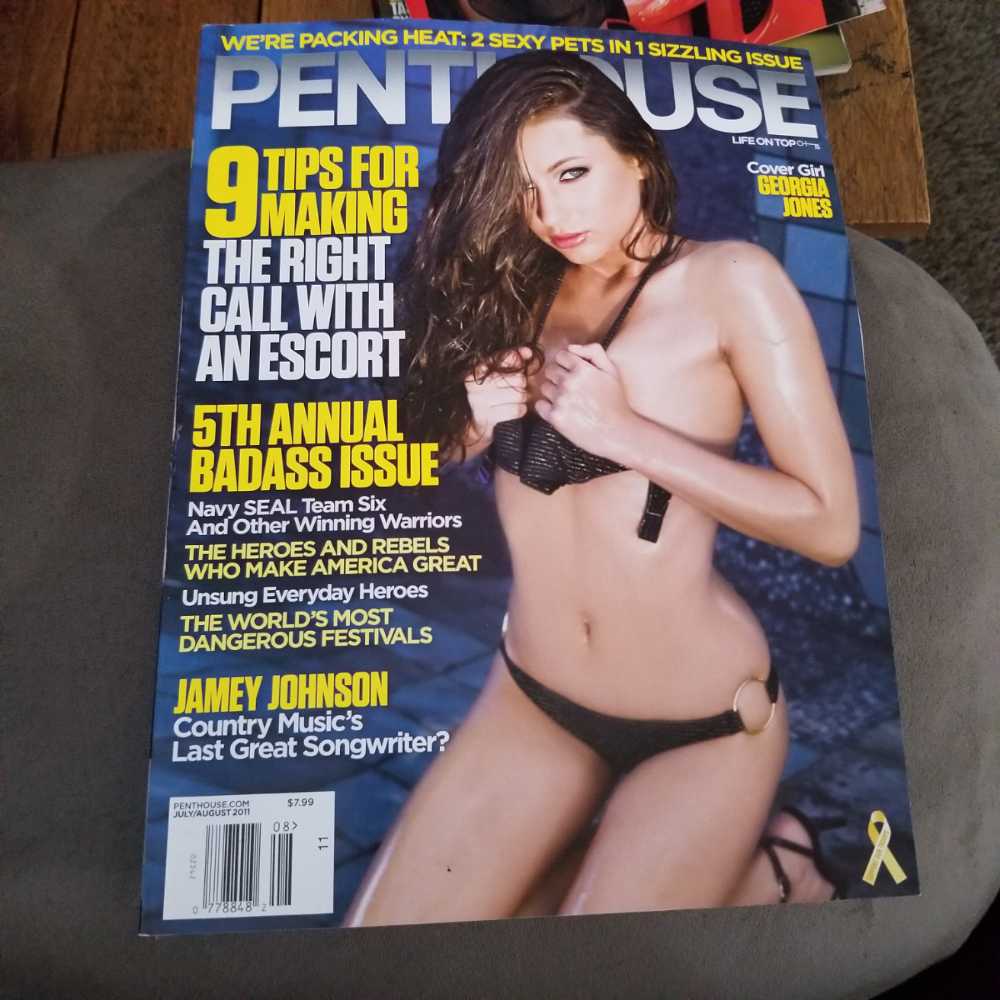 WE'RE PACKING HEAT: 2 SEXY PETS IN 1 SIZZLING ISSUE
PENTHOUSE
LIFE ON TOP
Cover Girl
GEORGIA
JONES
9 TIPS FOR
MAKING
THE RIGHT
CALL WITH
AN ESCORT
5TH ANNUAL
BADASS ISSUE
Navy SEAL Team Six
And Other Winning Warriors
THE HEROES AND REBELS
WHO MAKE AMERICA GREAT
Unsung Everyday Heroes
THE WORLD'S MOST
DANGEROUS FESTIVALS
JAMEY JOHNSON
Country Music's
Last Great Songwriter?
PENTHOUSE.COM $7.99
JULY/AUGUST 2011
08>
11
0 778848 2